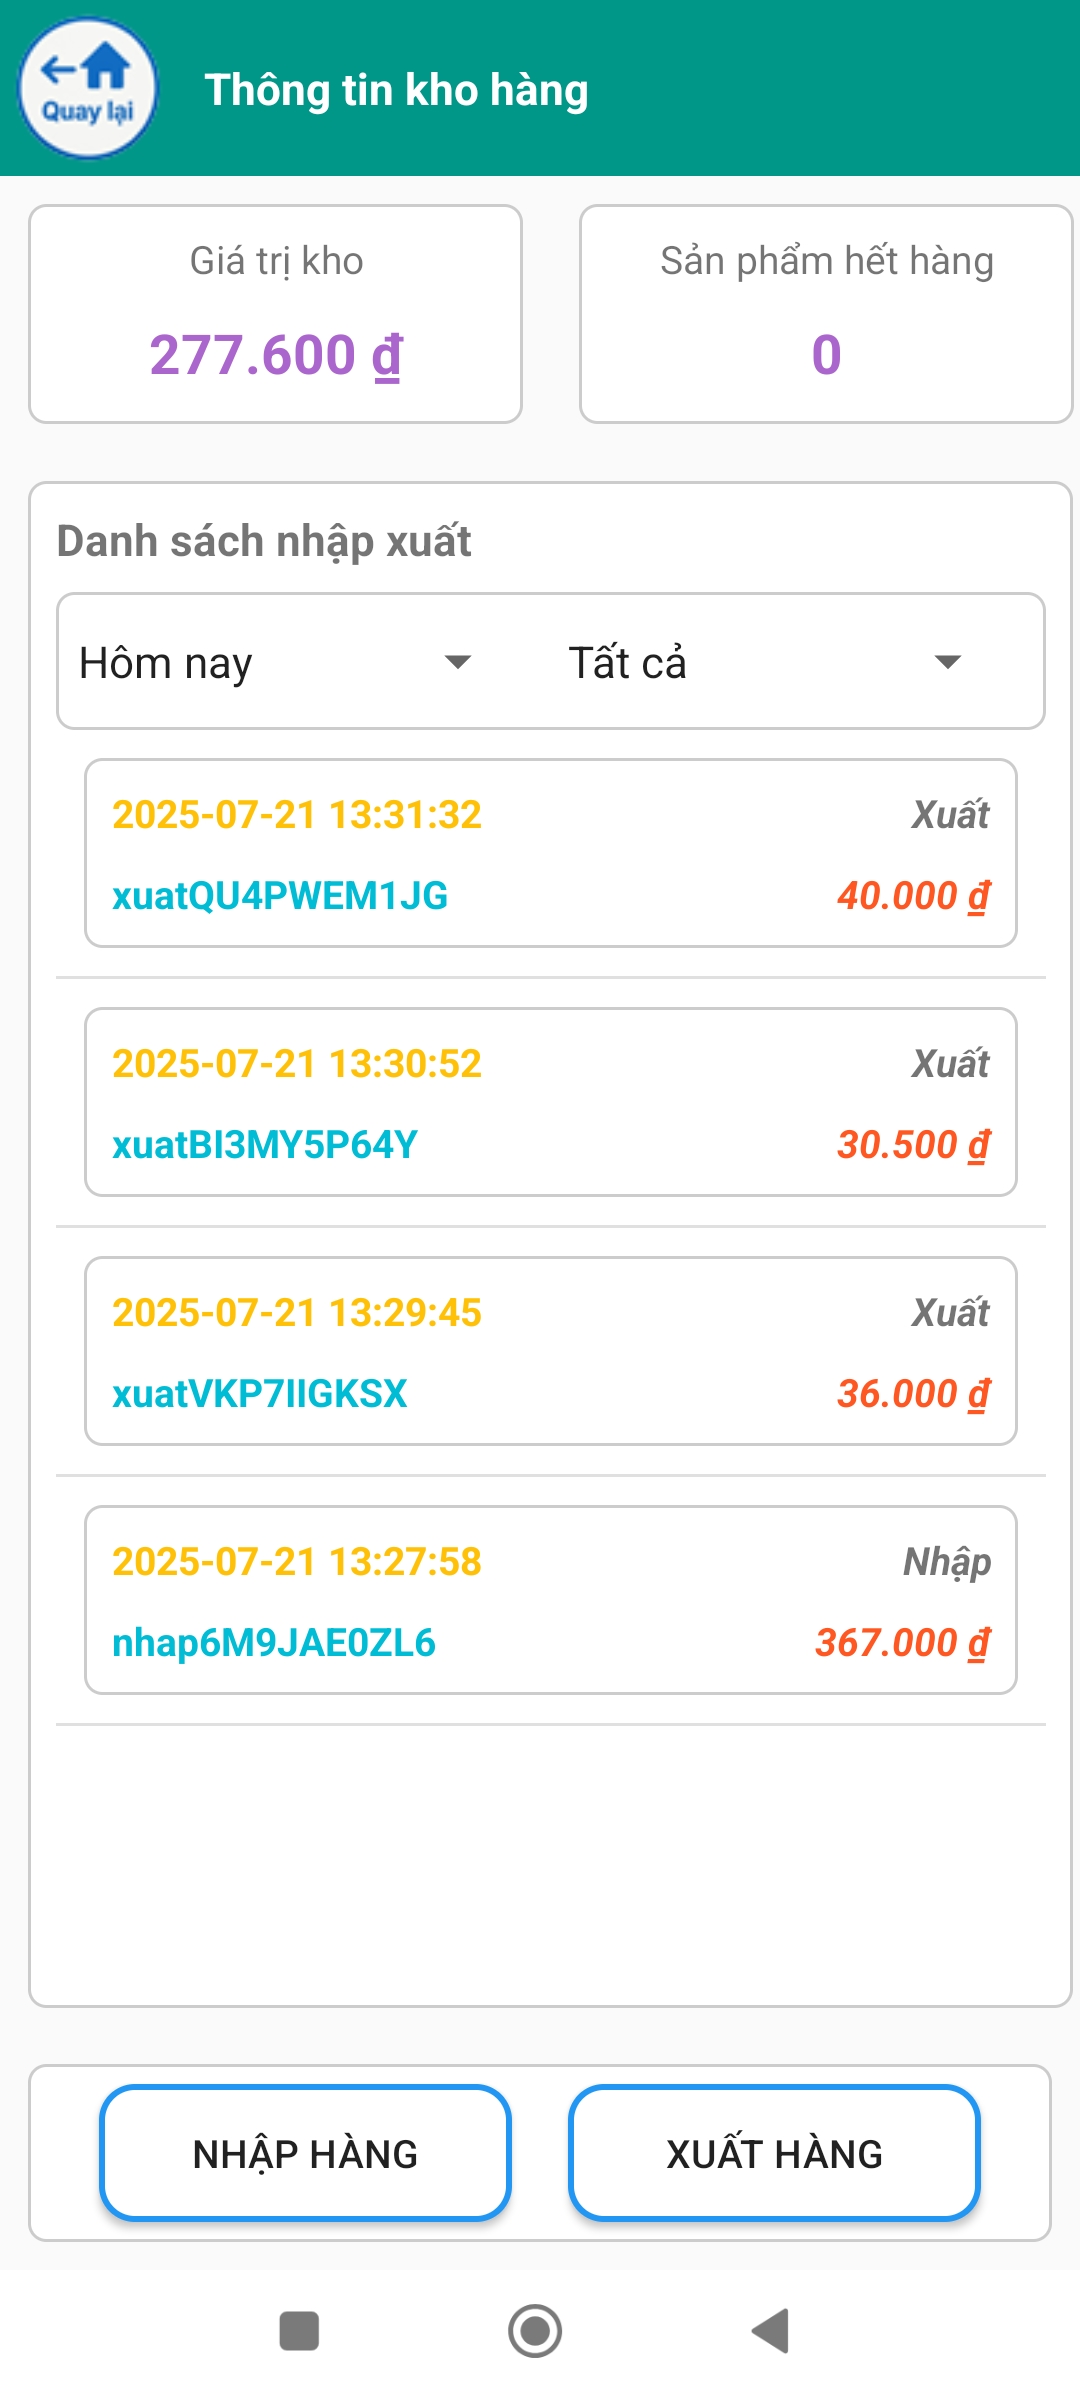 Quay lại
Thông tin kho hàng
Giá trị kho
Sản phẩm hết hàng
277.600 ₫
0
Danh sách nhập xuất
Hôm nay
Tất cả
2025-07-21 13:31:32
Xuất
xuatQU4PWEM1JG
40.000 ₫
2025-07-21 13:30:52
Xuất
xuatBI3MY5P64Y
30.500 ₫
2025-07-21 13:29:45
Xuất
xuatVKP7IIGKSX
36.000 ₫
2025-07-21 13:27:58
Nhập
nhap6M9JAE0ZL6
367.000 ₫
NHẬP HÀNG
XUẤT HÀNG